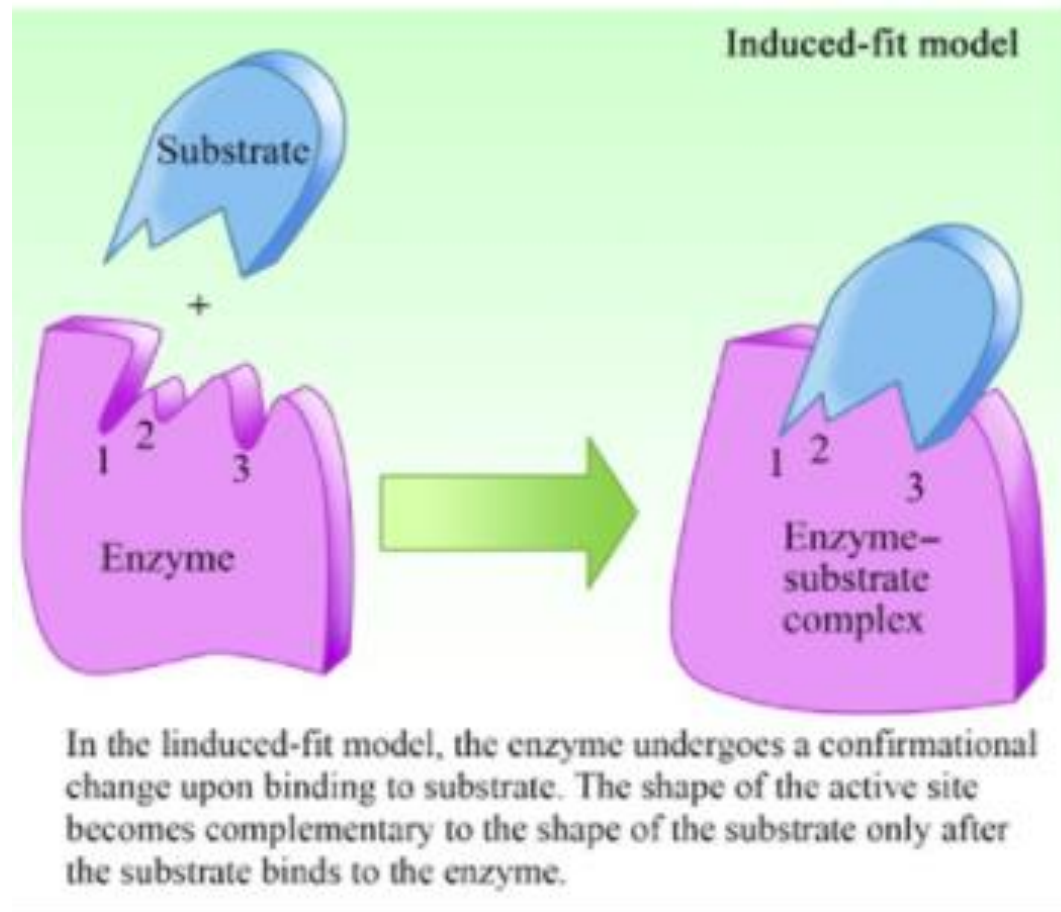 Induced-fit model
Substrate
+
1
2
3
Enzyme
1
2
3
Enzyme–
substrate
complex
In the linduced-fit model, the enzyme undergoes a confirmational
change upon binding to substrate. The shape of the active site
becomes complementary to the shape of the substrate only after
the substrate binds to the enzyme.